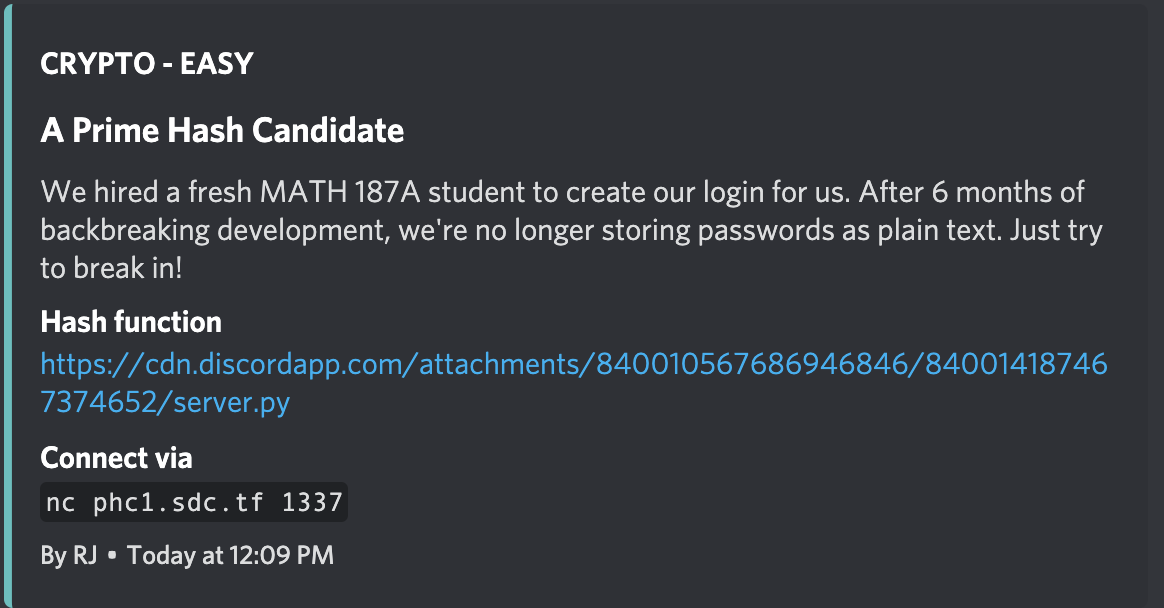 CRYPTO - EASY
A Prime Hash Candidate
We hired a fresh MATH 187A student to create our login for us. After 6 months of
backbreaking development, we're no longer storing passwords as plain text. Just try
to break in!
Hash function
https://cdn.discordapp.com/attachments/840010567686946846/84001418746
7374652/server.py
Connect via
nc phc1.sdc.tf 1337
By RJ • Today at 12:09 PM